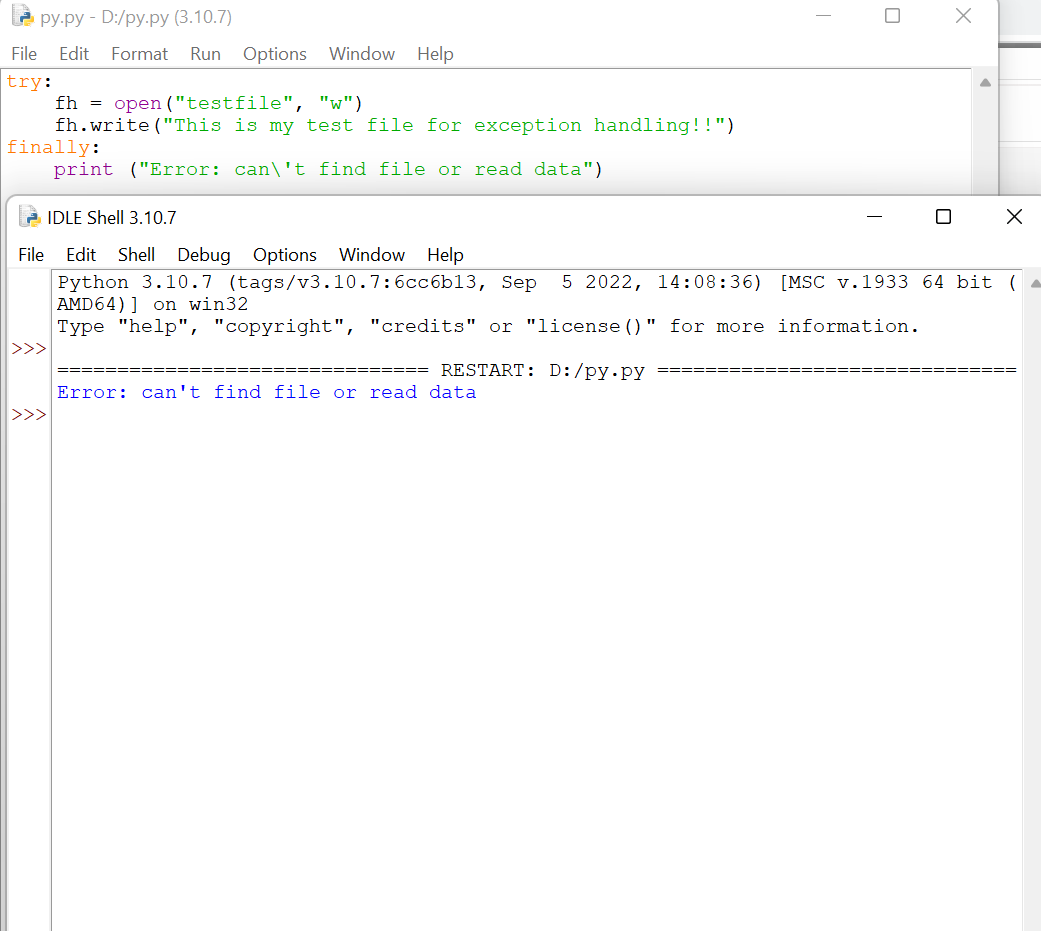 py.py - D:/py.py (3.10.7)
File Edit Format Run Options Window Help
try:
    fh = open("testfile", "w")
    fh.write("This is my test file for exception handling!!")
finally:
    print ("Error: can\'t find file or read data")
IDLE Shell 3.10.7
File Edit Shell Debug Options Window Help
Python 3.10.7 (tags/v3.10.7:6cc6b13, Sep  5 2022, 14:08:36) [MSC v.1933 64 bit (
AMD64)] on win32
Type "help", "copyright", "credits" or "license()" for more information.
>>>
=============================== RESTART: D:/py.py ==============================
Error: can't find file or read data
>>>